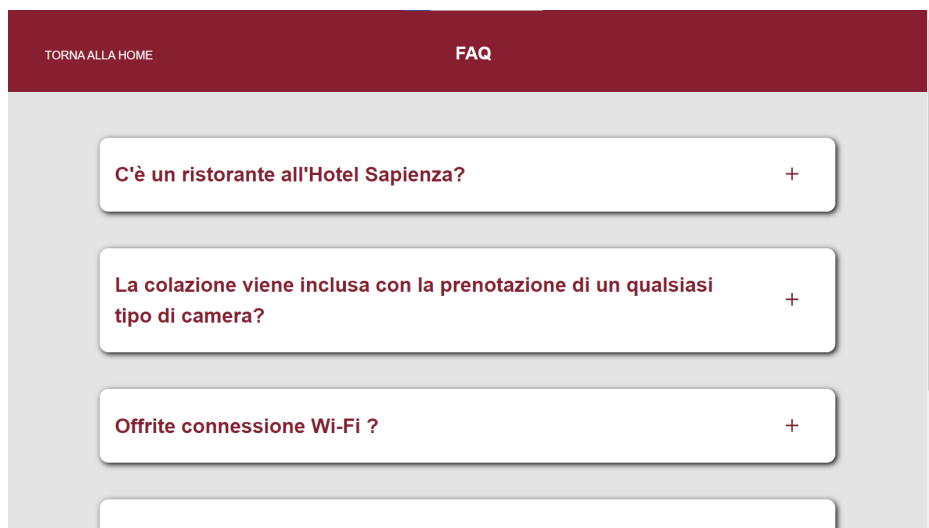 TORNA ALLA HOME
FAQ
C'è un ristorante all'Hotel Sapienza?
+
La colazione viene inclusa con la prenotazione di un qualsiasi
tipo di camera?
+
Offrite connessione Wi-Fi ?
+